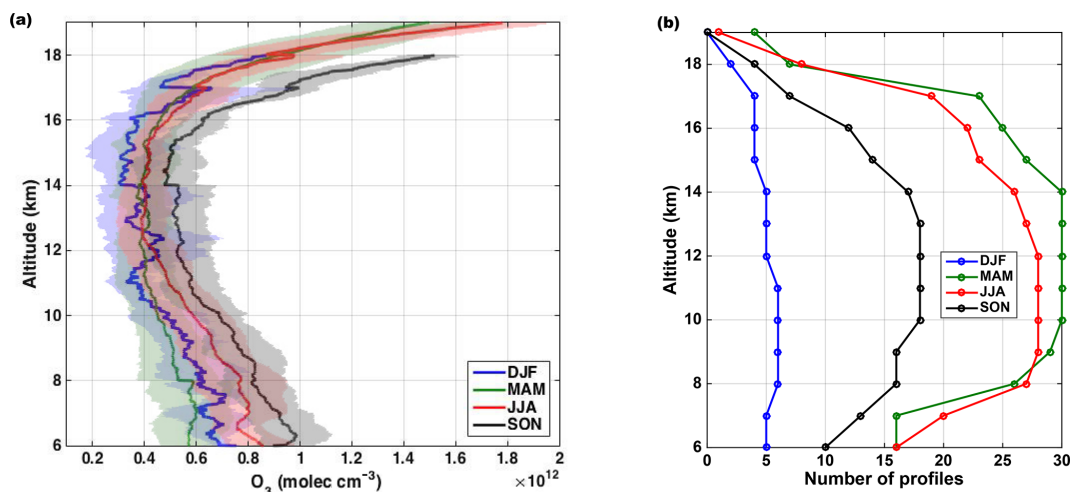 (a)
Altitude (km)
19
18
16
14
12
10
8
6
0.2 0.4 0.6 0.8 1 1.2 1.4 1.6 1.8 2
O3 (molec cm−3)
×10^12
DJF
MAM
JJA
SON
(b)
Altitude (km)
18
16
14
12
10
8
6
0 5 10 15 20 25 30
Number of profiles
DJF
MAM
JJA
SON